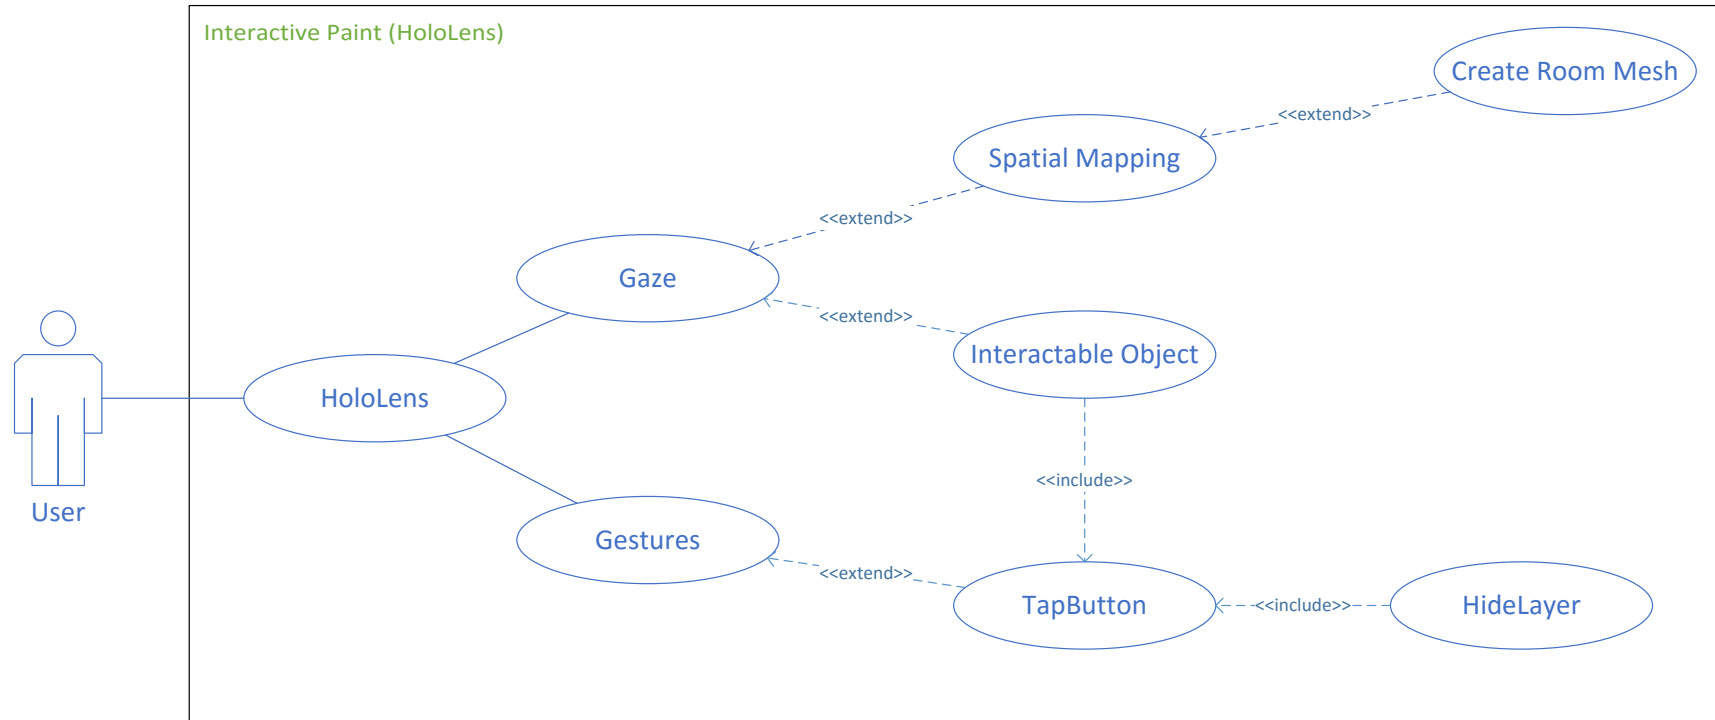 Interactive Paint (HoloLens)
Create Room Mesh
<<extend>>
Spatial Mapping
<<extend>>
Gaze
<<extend>>
Interactable Object
HoloLens
<<include>>
User
Gestures
<<extend>>
TapButton
<<include>>
HideLayer